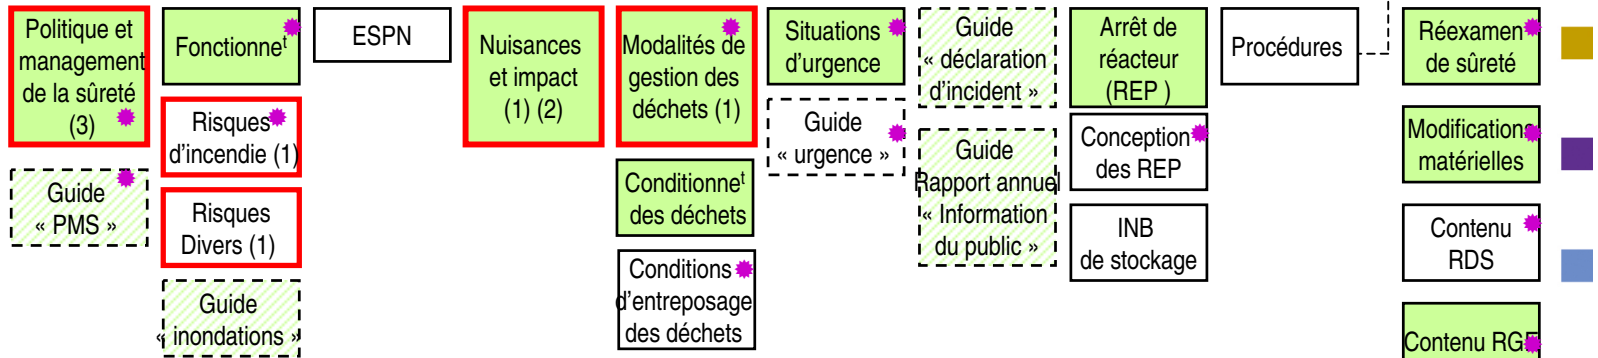 Politique et
management
de la sûreté
(3)
Guide
« PMS »
Fonctionneᵗ
Risques
d'incendie (1)
Risques
Divers (1)
Guide
« inondations »
ESPN
Nuisances
et impact
(1) (2)
Modalités de
gestion des
déchets (1)
Conditionneᵗ
des déchets
Conditions
d'entreposage
des déchets
Situations
d'urgence
Guide
« urgence »
Guide
« déclaration
d'incident »
Guide
Rapport annuel
« Information
du public »
Arrêt de
réacteur
(REP )
Conception
des REP
INB
de stockage
Procédures
Réexamen
de sûreté
Modifications
matérielles
Contenu
RDS
Contenu RGE